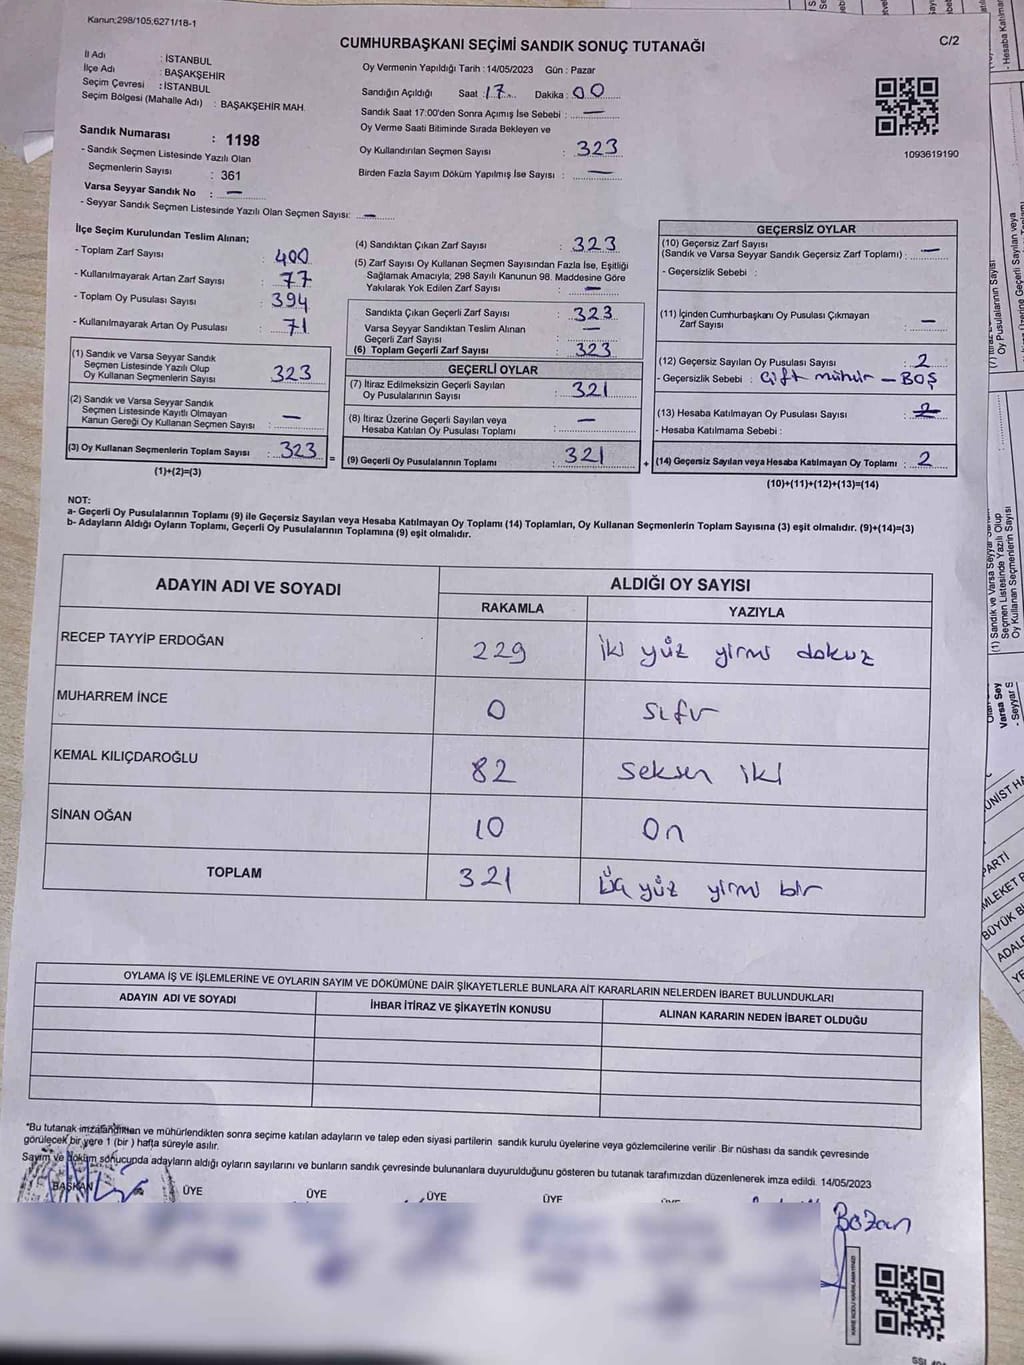 Kanun;298/105;6271/18-1
C/2
CUMHURBAŞKANI SEÇİMİ SANDIK SONUÇ TUTANAĞI
İl Adı : İSTANBUL
İlçe Adı : BAŞAKŞEHİR
Seçim Çevresi : İSTANBUL
Seçim Bölgesi (Mahalle Adı) : BAŞAKŞEHİR MAH.
Sandık Numarası : 1198
- Sandık Seçmen Listesinde Yazılı Olan
Seçmenlerin Sayısı : 361
Varsa Seyyar Sandık No : —
- Seyyar Sandık Seçmen Listesinde Yazılı Olan Seçmen Sayısı: —
Oy Vermenin Yapıldığı Tarih : 14/05/2023 Gün : Pazar
Sandığın Açıldığı Saat : 17 Dakika : 00
Sandık Saat 17:00'den Sonra Açımış İse Sebebi : —
Oy Verme Saati Bitiminde Sırada Bekleyen ve
Oy Kullandırılan Seçmen Sayısı : 323
Birden Fazla Sayım Döküm Yapılmış İse Sayısı : —
1093619190
İlçe Seçim Kurulundan Teslim Alınan;
- Toplam Zarf Sayısı : 400
- Kullanılmayarak Artan Zarf Sayısı : 77
- Toplam Oy Pusulası Sayısı : 394
- Kullanılmayarak Artan Oy Pusulası : 71
(1) Sandık ve Varsa Seyyar Sandık
Seçmen Listesinde Yazılı Olup
Oy Kullanan Seçmenlerin Sayısı : 323
(2) Sandık ve Varsa Seyyar Sandık
Seçmen Listesinde Kayıtlı Olmayan
Kanun Gereği Oy Kullanan Seçmen Sayısı : —
(3) Oy Kullanan Seçmenlerin Toplam Sayısı : 323
(1)+(2)=(3)
=
(4) Sandıktan Çıkan Zarf Sayısı : 323
(5) Zarf Sayısı Oy Kullanan Seçmen Sayısından Fazla İse, Eşitliği
Sağlamak Amacıyla, 298 Sayılı Kanunun 98. Maddesine Göre
Yakılarak Yok Edilen Zarf Sayısı : —
Sandıkta Çıkan Geçerli Zarf Sayısı : 323
Varsa Seyyar Sandıktan Teslim Alınan
Geçerli Zarf Sayısı : —
(6) Toplam Geçerli Zarf Sayısı : 323
GEÇERLİ OYLAR
(7) İtiraz Edilmeksizin Geçerli Sayılan
Oy Pusulalarının Sayısı : 321
(8) İtiraz Üzerine Geçerli Sayılan veya
Hesaba Katılan Oy Pusulası Toplamı : —
(9) Geçerli Oy Pusulalarının Toplamı : 321
+
GEÇERSİZ OYLAR
(10) Geçersiz Zarf Sayısı
(Sandık ve Varsa Seyyar Sandık Geçersiz Zarf Toplamı) : —
- Geçersizlik Sebebi :
(11) İçinden Cumhurbaşkanı Oy Pusulası Çıkmayan
Zarf Sayısı : —
(12) Geçersiz Sayılan Oy Pusulası Sayısı : 2
- Geçersizlik Sebebi : Çift mühür — BOŞ
(13) Hesaba Katılmayan Oy Pusulası Sayısı : —
- Hesaba Katılmama Sebebi :
(14) Geçersiz Sayılan veya Hesaba Katılmayan Oy Toplamı : 2
(10)+(11)+(12)+(13)=(14)
NOT:
a- Geçerli Oy Pusulalarının Toplamı (9) ile Geçersiz Sayılan veya Hesaba Katılmayan Oy Toplamı (14) Toplamları, Oy Kullanan Seçmenlerin Toplam Sayısına (3) eşit olmalıdır. (9)+(14)=(3)
b- Adayların Aldığı Oyların Toplamı, Geçerli Oy Pusulalarının Toplamına (9) eşit olmalıdır.
ADAYIN ADI VE SOYADI
ALDIĞI OY SAYISI
RAKAMLA YAZIYLA
RECEP TAYYİP ERDOĞAN 229 iki yüz yirmi dokuz
MUHARREM İNCE 0 sıfır
KEMAL KILIÇDAROĞLU 82 seksen iki
SİNAN OĞAN 10 On
TOPLAM 321 Üç yüz yirmi bir
OYLAMA İŞ VE İŞLEMLERİNE VE OYLARIN SAYIM VE DÖKÜMÜNE DAİR ŞİKAYETLERLE BUNLARA AİT KARARLARIN NELERDEN İBARET BULUNDUKLARI
ADAYIN ADI VE SOYADI
İHBAR İTİRAZ VE ŞİKAYETİN KONUSU
ALINAN KARARIN NEDEN İBARET OLDUĞU
*Bu tutanak imzalandıktan ve mühürlendikten sonra seçime katılan adayların ve talep eden siyasi partilerin sandık kurulu üyelerine veya gözlemcilerine verilir .Bir nüshası da sandık çevresinde
görülecek bir yere 1 (bir ) hafta süreyle asılır.
Sayım ve döküm sonucunda adayların aldığı oyların sayılarını ve bunların sandık çevresinde bulunanlara duyurulduğunu gösteren bu tutanak tarafımızdan düzenlenerek imza edildi. 14/05/2023
BAŞKAN ÜYE ÜYE ÜYE ÜYE
Bozan